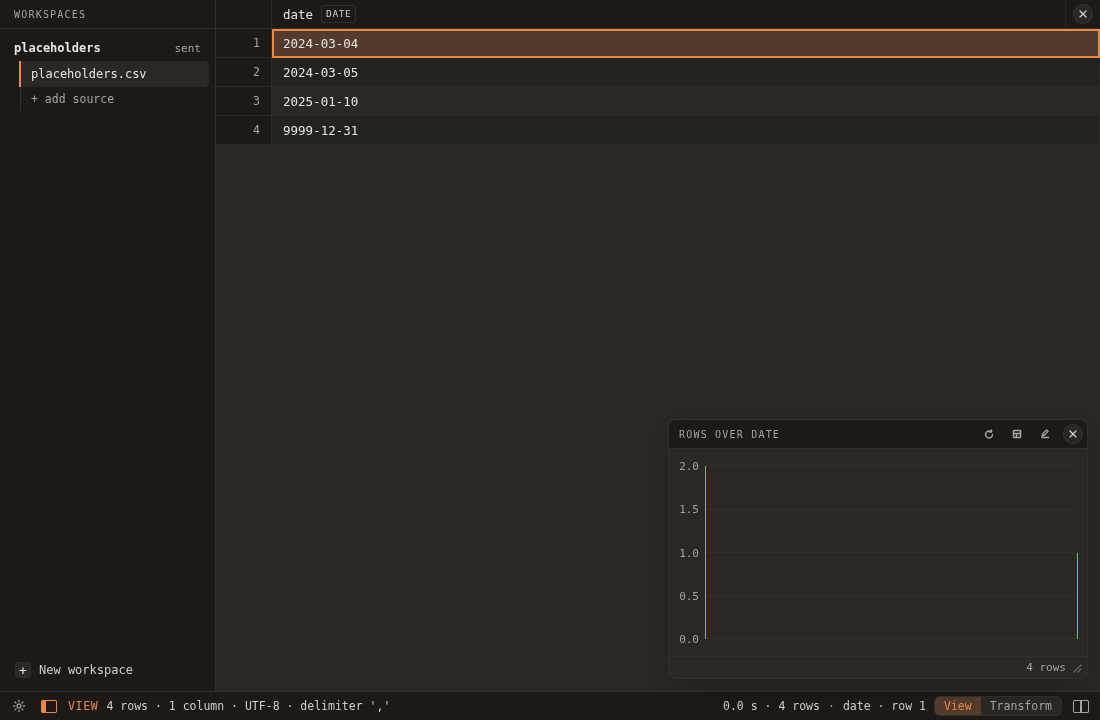 WORKSPACES
placeholders sent
placeholders.csv
+ add source
+ New workspace
date DATE
1 2024-03-04
2 2024-03-05
3 2025-01-10
4 9999-12-31
ROWS OVER DATE
2.0
1.5
1.0
0.5
0.0
4 rows
VIEW 4 rows · 1 column · UTF-8 · delimiter ','
0.0 s · 4 rows · date · row 1 View Transform